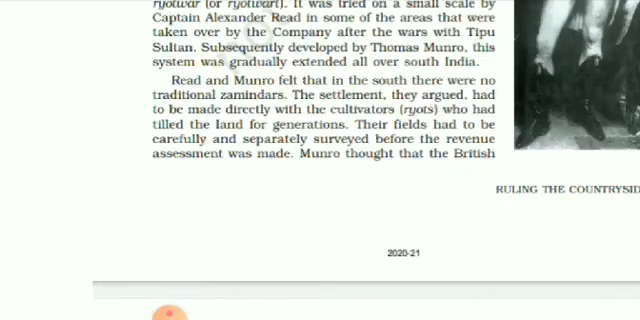 ryotwar (or ryotwari). It was tried on a small scale by
Captain Alexander Read in some of the areas that were
taken over by the Company after the wars with Tipu
Sultan. Subsequently developed by Thomas Munro, this
system was gradually extended all over south India.
Read and Munro felt that in the south there were no
traditional zamindars. The settlement, they argued, had
to be made directly with the cultivators (ryots) who had
tilled the land for generations. Their fields had to be
carefully and separately surveyed before the revenue
assessment was made. Munro thought that the British
RULING THE COUNTRYSID
2020-21